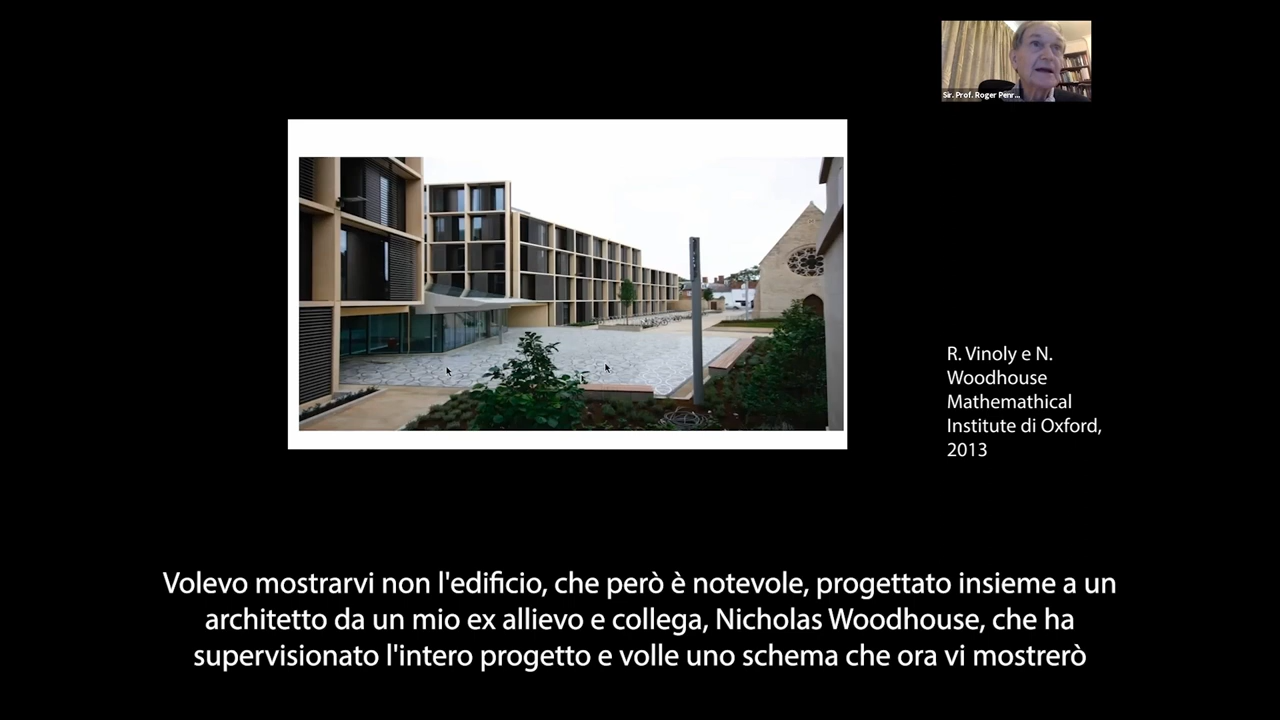 Sir. Prof. Roger Penr...
R. Vinoly e N.
Woodhouse
Mathemathical
Institute di Oxford,
2013
Volevo mostrarvi non l'edificio, che però è notevole, progettato insieme a un
architetto da un mio ex allievo e collega, Nicholas Woodhouse, che ha
supervisionato l'intero progetto e volle uno schema che ora vi mostrerò